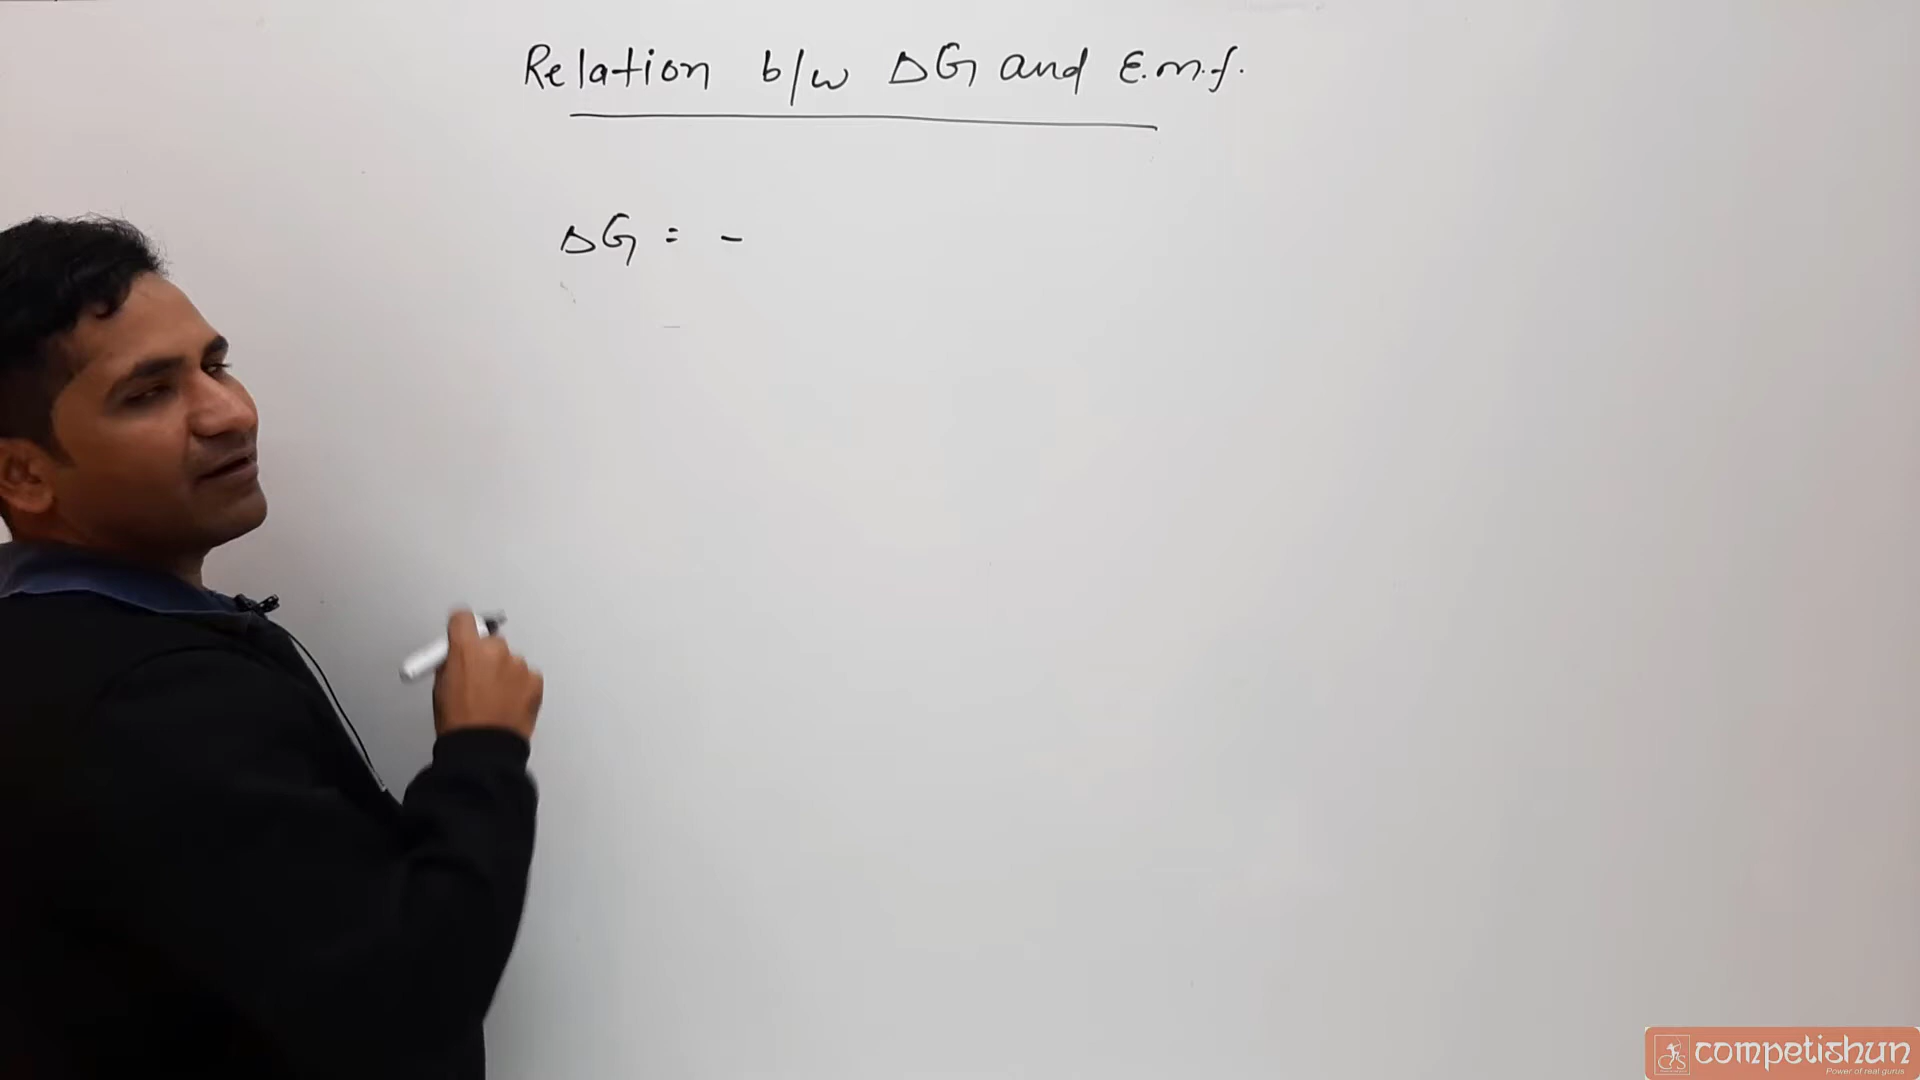 Relation b/w ΔG and E.m.f.
ΔG = -
competishun
Power of real gurus